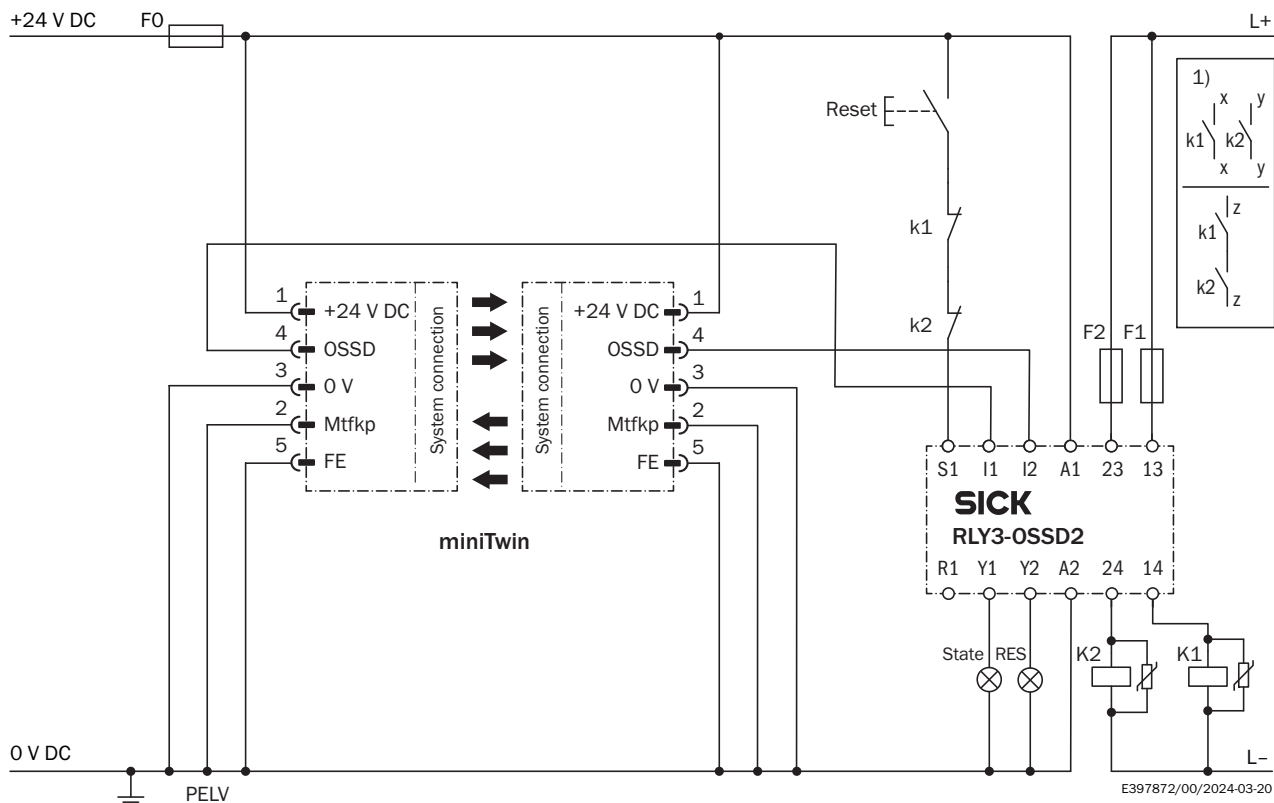 +24 V DC
F0
L+
1)
x
y
k1
k2
x
y
z
k1
k2
z
Reset
k1
k2
F2
F1
1
+24 V DC
4
OSSD
3
0 V
2
Mtfkp
5
FE
System connection
System connection
+24 V DC
1
OSSD
4
0 V
3
Mtfkp
2
FE
5
miniTwin
S1 I1 I2 A1 23 13
SICK
RLY3-OSSD2
R1 Y1 Y2 A2 24 14
State
RES
K2
K1
0 V DC
L–
PELV
E397872/00/2024-03-20